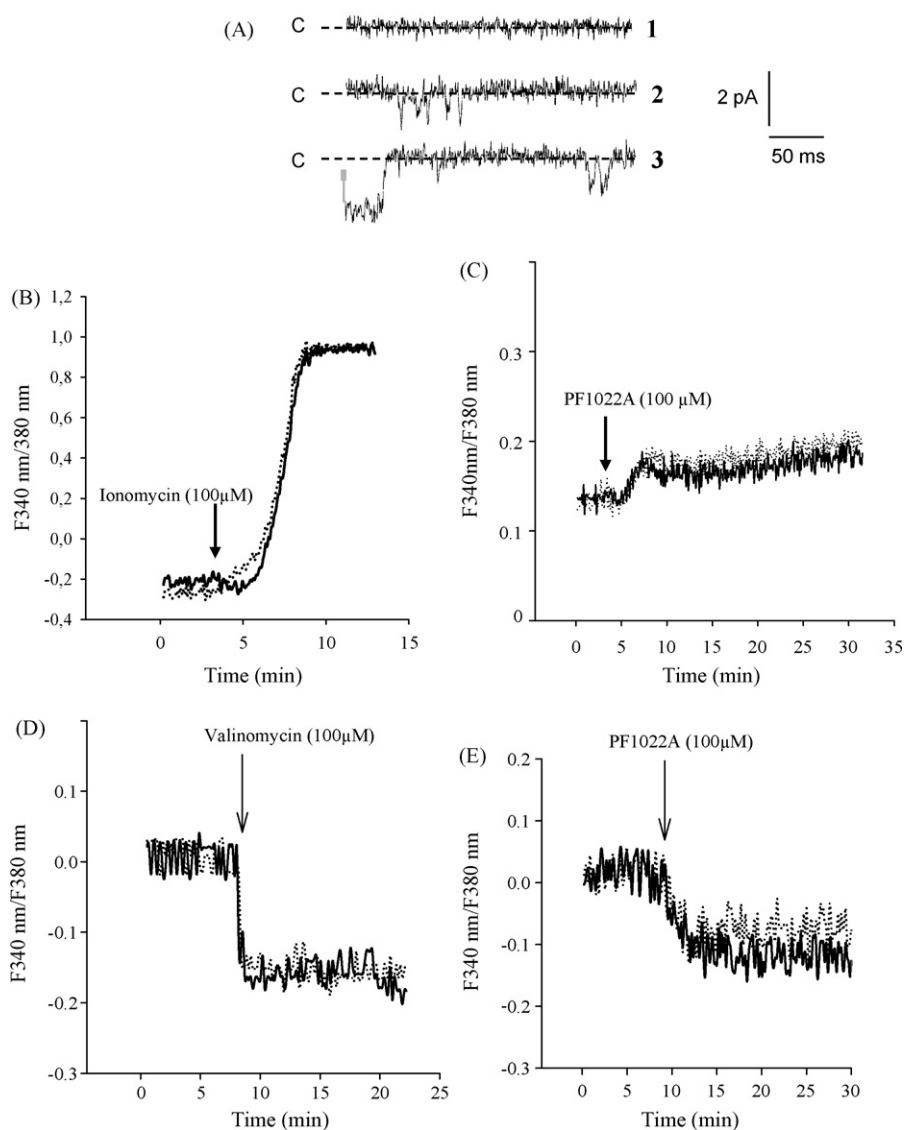 (A)
C
1
C
2
C
3
2 pA
50 ms
(B)
1,2
1,0
0,8
0,6
0,4
0,2
0,0
-0,2
-0,4
F340 nm/380 nm
Ionomycin (100µM)
0
5
10
15
Time (min)
(C)
0.3
0.2
0.1
0
F340nm/F380 nm
PF1022A (100 µM)
0
5
10
15
20
25
30
35
Time (min)
(D)
0.1
0.0
-0.1
-0.2
-0.3
F340 nm/F380 nm
Valinomycin (100µM)
0
5
10
15
20
25
Time (min)
(E)
0.2
0.1
0.0
-0.1
-0.2
-0.3
F340 nm/F380 nm
PF1022A (100µM)
0
5
10
15
20
25
30
Time (min)